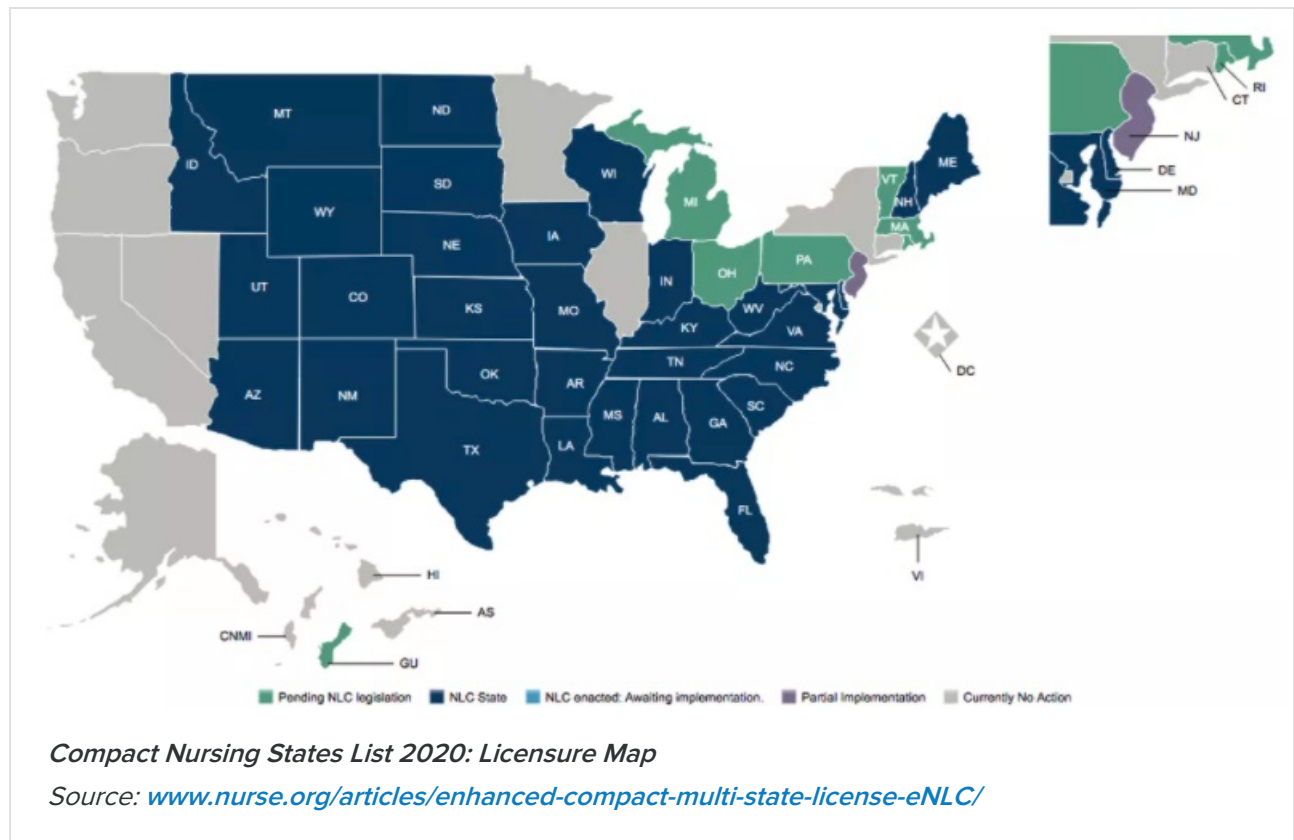 MT
ND
ID
SD
WI
WY
MI
VT
NH
ME
MA
NE
IA
UT
CO
KS
MO
IN
OH
PA
WV
KY
VA
TN
NC
AZ
NM
OK
AR
SC
MS
AL
GA
TX
LA
FL
RI
CT
NJ
DE
MD
DC
VI
HI
AS
CNMI
GU
Pending NLC legislation NLC State NLC enacted: Awaiting implementation. Partial Implementation Currently No Action
Compact Nursing States List 2020: Licensure Map
Source: www.nurse.org/articles/enhanced-compact-multi-state-license-eNLC/